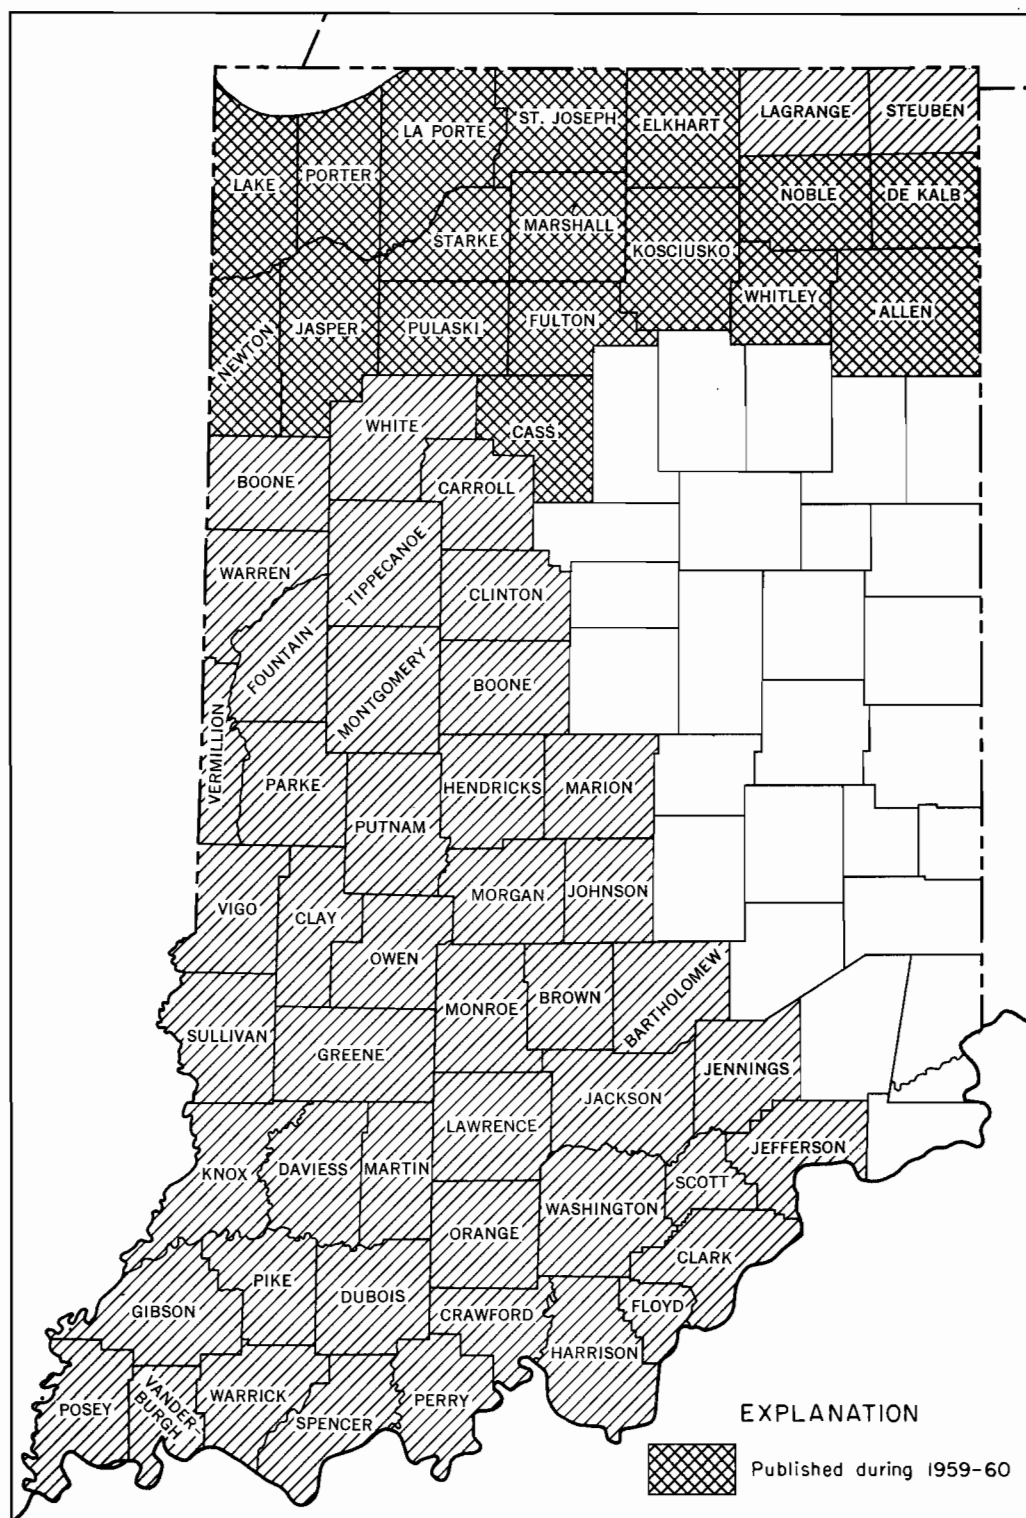 LAGRANGE
STEUBEN
ST. JOSEPH
ELKHART
LA PORTE
PORTER
LAKE
NOBLE
DE KALB
MARSHALL
STARKE
KOSCIUSKO
WHITLEY
ALLEN
NEWTON
JASPER
PULASKI
FULTON
WHITE
CASS
BOONE
CARROLL
TIPPECANOE
WARREN
CLINTON
FOUNTAIN
MONTGOMERY
BOONE
VERMILLION
PARKE
HENDRICKS
MARION
PUTNAM
MORGAN
JOHNSON
VIGO
CLAY
OWEN
MONROE
BROWN
BARTHOLOMEW
SULLIVAN
GREENE
JENNINGS
JACKSON
LAWRENCE
JEFFERSON
KNOX
DAVIESS
MARTIN
SCOTT
WASHINGTON
ORANGE
CLARK
PIKE
DUBOIS
GIBSON
CRAWFORD
FLOYD
HARRISON
POSEY
VANDER-
BURGH
WARRICK
SPENCER
PERRY
EXPLANATION
Published during 1959-60